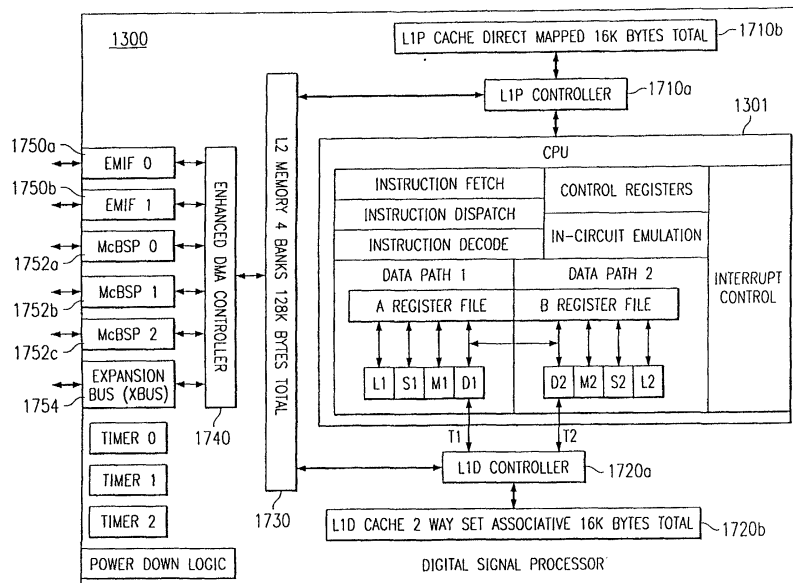 1300
L1P CACHE DIRECT MAPPED 16K BYTES TOTAL
1710b
L1P CONTROLLER
1710a
1301
CPU
INSTRUCTION FETCH
INSTRUCTION DISPATCH
INSTRUCTION DECODE
CONTROL REGISTERS
IN-CIRCUIT EMULATION
INTERRUPT
CONTROL
DATA PATH 1
DATA PATH 2
A REGISTER FILE
B REGISTER FILE
L1 S1 M1 D1
D2 M2 S2 L2
T1
T2
L1D CONTROLLER
1720a
L1D CACHE 2 WAY SET ASSOCIATIVE 16K BYTES TOTAL
1720b
DIGITAL SIGNAL PROCESSOR
L2 MEMORY 4 BANKS 128K BYTES TOTAL
1730
ENHANCED DMA CONTROLLER
1740
1750a
EMIF 0
1750b
EMIF 1
McBSP 0
1752a
McBSP 1
1752b
McBSP 2
1752c
EXPANSION
BUS (XBUS)
1754
TIMER 0
TIMER 1
TIMER 2
POWER DOWN LOGIC